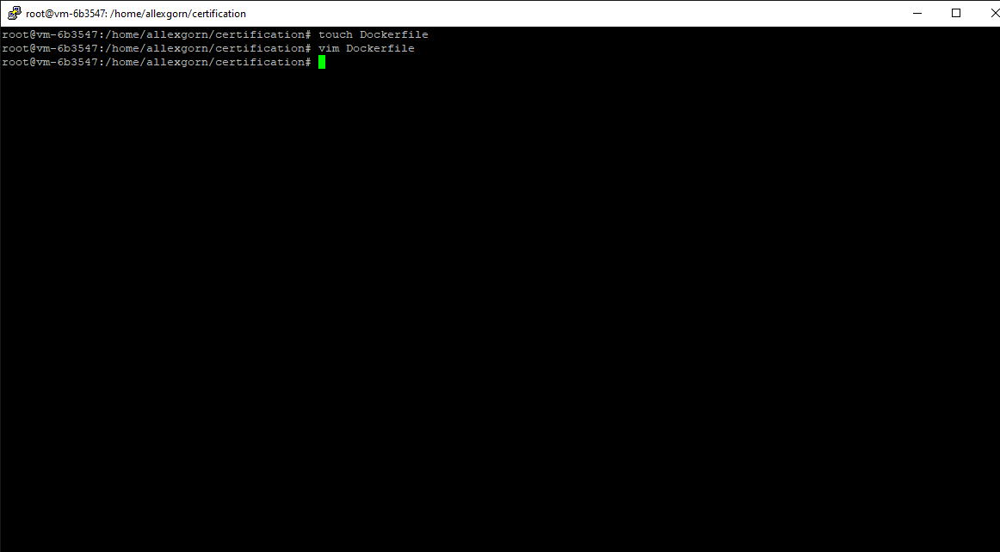 root@vm-6b3547: /home/allexgorn/certification
root@vm-6b3547:/home/allexgorn/certification# touch Dockerfile
root@vm-6b3547:/home/allexgorn/certification# vim Dockerfile
root@vm-6b3547:/home/allexgorn/certification#